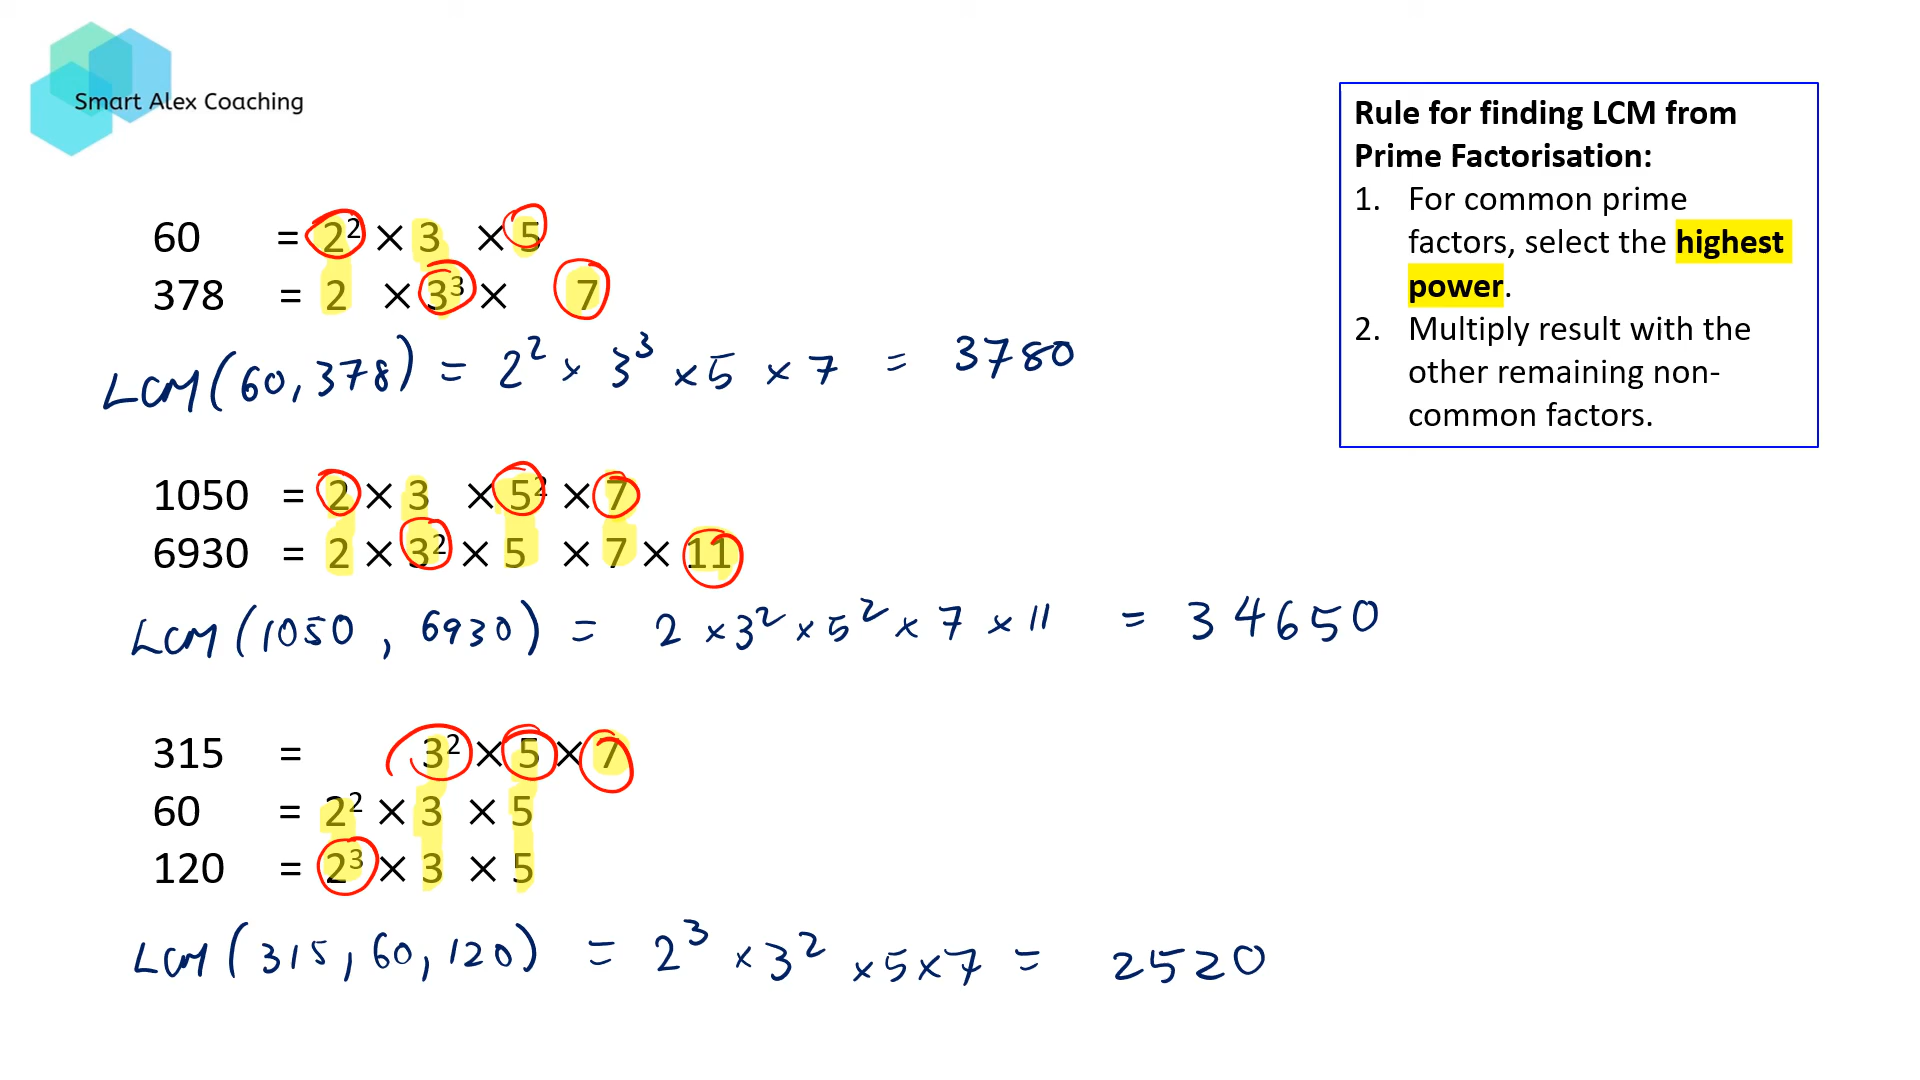 Smart Alex Coaching
Rule for finding LCM from
Prime Factorisation:
1. For common prime
factors, select the highest
power.
2. Multiply result with the
other remaining non-
common factors.
60 = 2² × 3 × 5
378 = 2 × 3³ × 7
LCM(60, 378) = 2² × 3³ × 5 × 7 = 3780
1050 = 2 × 3 × 5² × 7
6930 = 2 × 3² × 5 × 7 × 11
LCM(1050, 6930) = 2 × 3² × 5² × 7 × 11 = 34650
315 = 3² × 5 × 7
60 = 2² × 3 × 5
120 = 2³ × 3 × 5
LCM(315, 60, 120) = 2³ × 3² × 5 × 7 = 2520